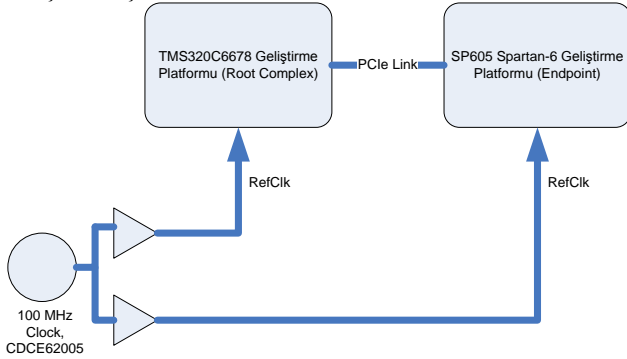 TMS320C6678 Geliştirme
Platformu (Root Complex)
PCIe Link
SP605 Spartan-6 Geliştirme
Platformu (Endpoint)
RefClk
RefClk
100 MHz
Clock,
CDCE62005